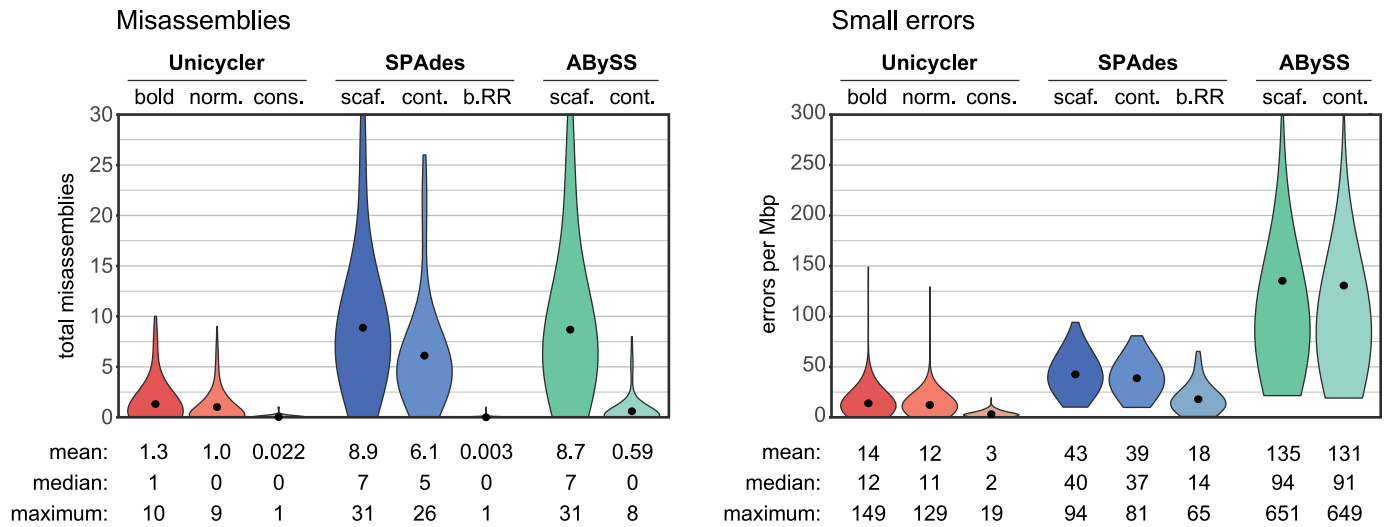 Misassemblies
Unicycler SPAdes ABySS
bold norm. cons. scaf. cont. b.RR scaf. cont.
total misassemblies
30
25
20
15
10
5
0
mean: 1.3 1.0 0.022 8.9 6.1 0.003 8.7 0.59
median: 1 0 0 7 5 0 7 0
maximum: 10 9 1 31 26 1 31 8
Small errors
Unicycler SPAdes ABySS
bold norm. cons. scaf. cont. b.RR scaf. cont.
errors per Mbp
300
250
200
150
100
50
0
mean: 14 12 3 43 39 18 135 131
median: 12 11 2 40 37 14 94 91
maximum: 149 129 19 94 81 65 651 649